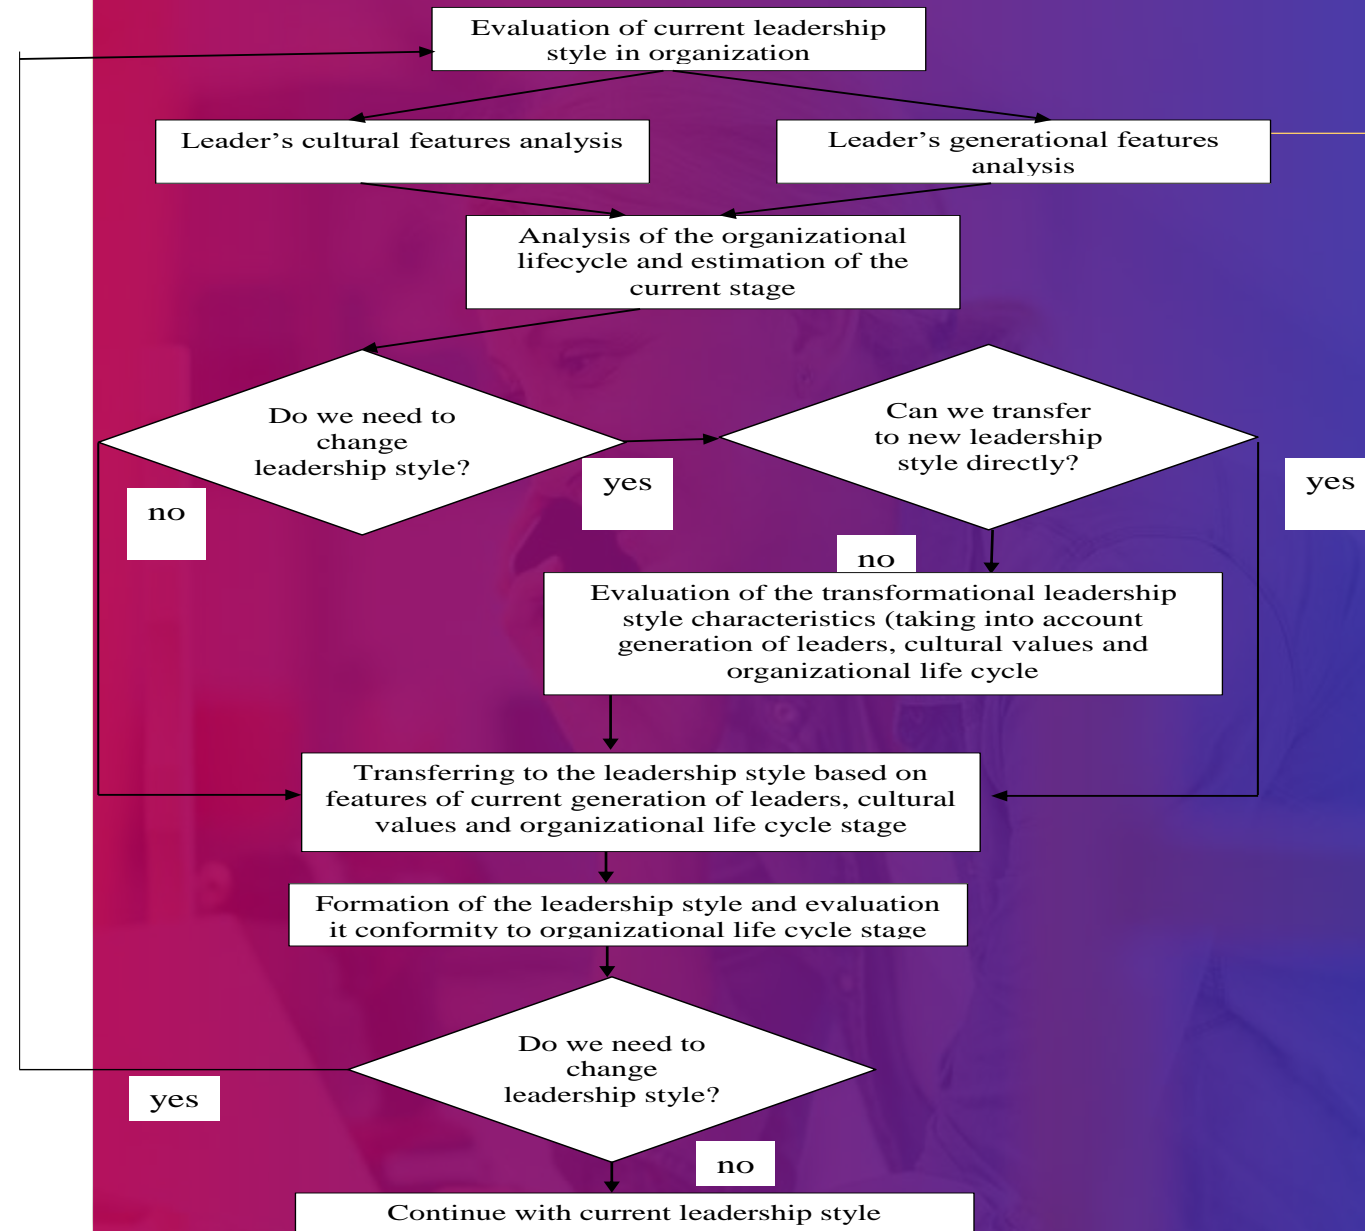 Evaluation of current leadership
style in organization
Leader's cultural features analysis
Leader's generational features
analysis
Analysis of the organizational
lifecycle and estimation of the
current stage
Do we need to
change
leadership style?
Can we transfer
to new leadership
style directly?
no
yes
yes
no
Evaluation of the transformational leadership
style characteristics (taking into account
generation of leaders, cultural values and
organizational life cycle
Transferring to the leadership style based on
features of current generation of leaders, cultural
values and organizational life cycle stage
Formation of the leadership style and evaluation
it conformity to organizational life cycle stage
Do we need to
change
leadership style?
yes
no
Continue with current leadership style